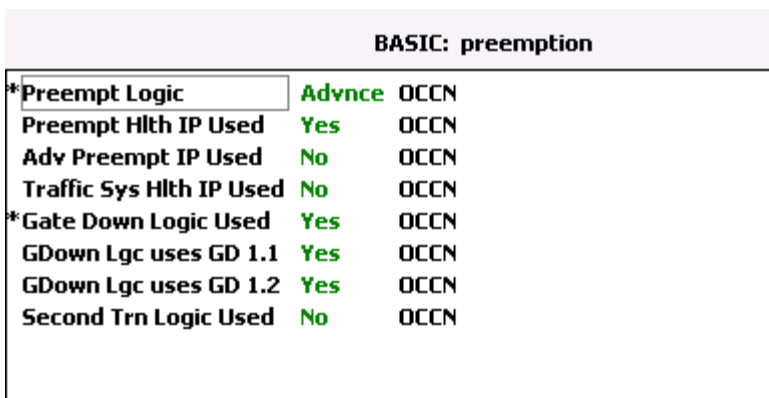 BASIC: preemption
*Preempt Logic Advnce OCCN
Preempt Hlth IP Used Yes OCCN
Adv Preempt IP Used No OCCN
Traffic Sys Hlth IP Used No OCCN
*Gate Down Logic Used Yes OCCN
GDown Lgc uses GD 1.1 Yes OCCN
GDown Lgc uses GD 1.2 Yes OCCN
Second Trn Logic Used No OCCN